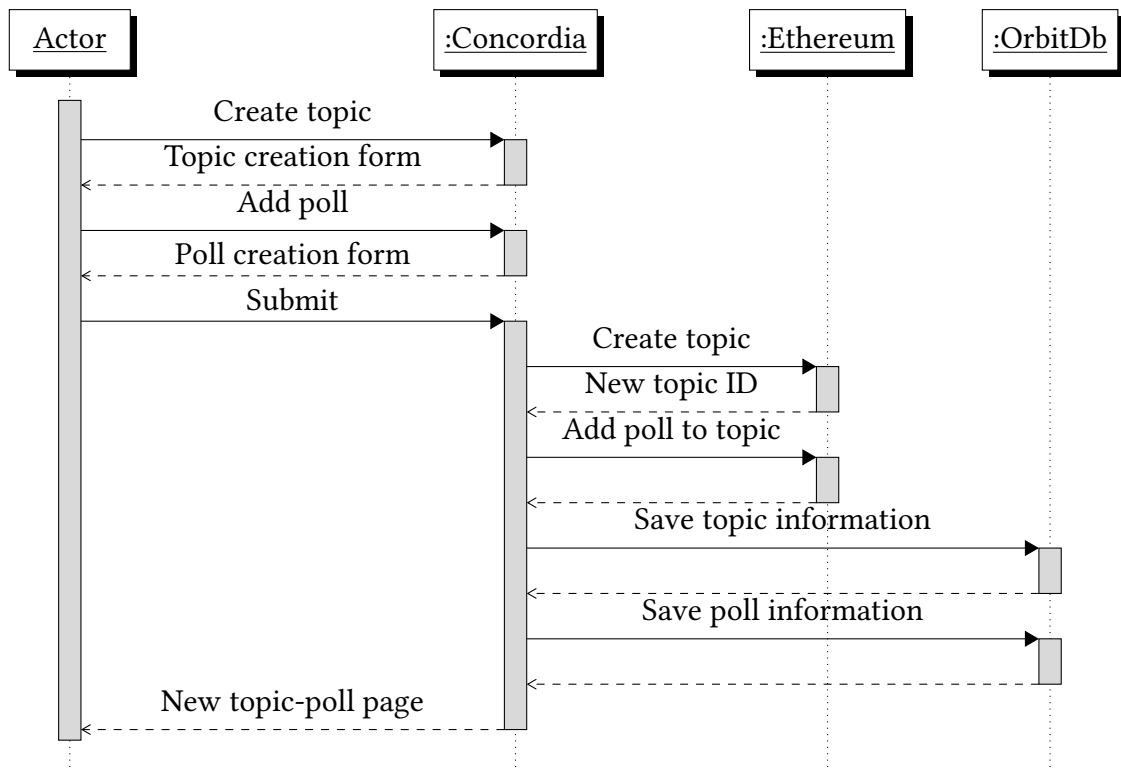 Actor
:Concordia
:Ethereum
:OrbitDb
Create topic
Topic creation form
Add poll
Poll creation form
Submit
Create topic
New topic ID
Add poll to topic
Save topic information
Save poll information
New topic-poll page